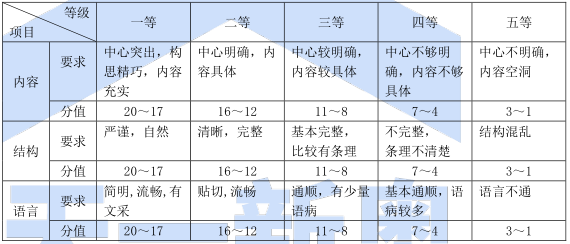 等级
项目
一等 二等 三等 四等 五等
内容
要求
中心突出，构思精巧，内容充实
中心明确，内容具体
中心较明确，内容较具体
中心不够明确，内容不够具体
中心不明确，内容空洞
分值 20～17 16～12 11～8 7～4 3～1
结构
要求
严谨，自然
清晰，完整
基本完整，
比较有条理
不完整，
条理不清楚
结构混乱
分值 20～17 16～12 11～8 7～4 3～1
语言
要求
简明,流畅,有文采
贴切,流畅
通顺，有少量语病
基本通顺，语病较多
语言不通
分值 20～17 16～12 11～8 7～4 3～1